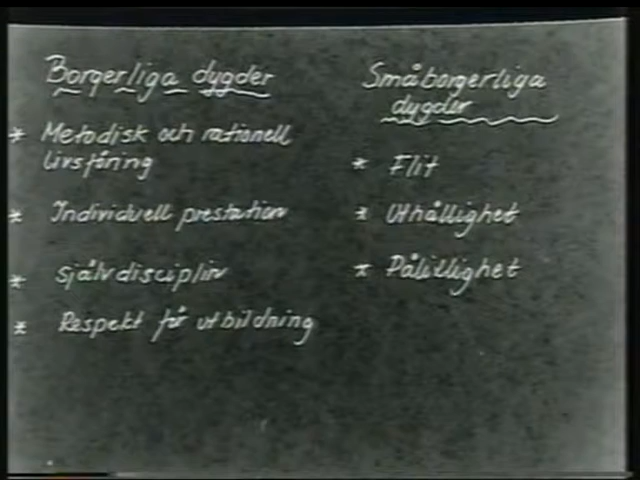 Borgerliga dygder
* Metodisk och rationell
livsföring
* Individuell prestation
* Självdisciplin
* Respekt för utbildning
Småborgerliga
dygder
* Flit
* Uthållighet
* Pålitlighet